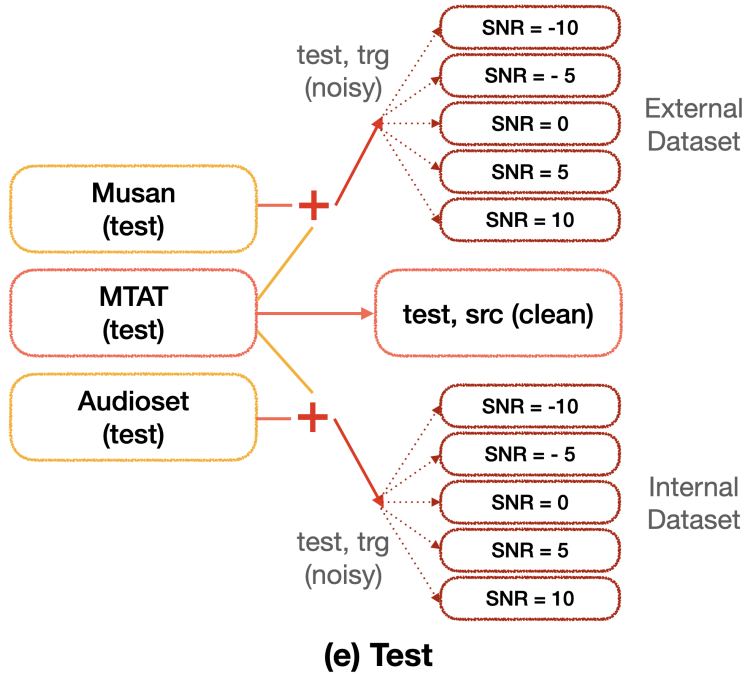 SNR = -10
test, trg
(noisy)
SNR = - 5
SNR = 0
External
Dataset
SNR = 5
SNR = 10
Musan
(test)
+
MTAT
(test)
test, src (clean)
Audioset
(test)
+
SNR = -10
SNR = - 5
SNR = 0
Internal
Dataset
test, trg
(noisy)
SNR = 5
SNR = 10
(e) Test